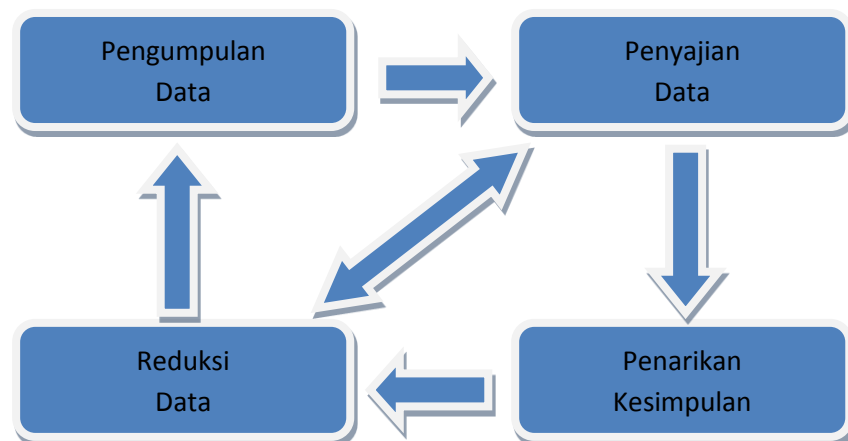 Pengumpulan
Data
Penyajian
Data
Reduksi
Data
Penarikan
Kesimpulan